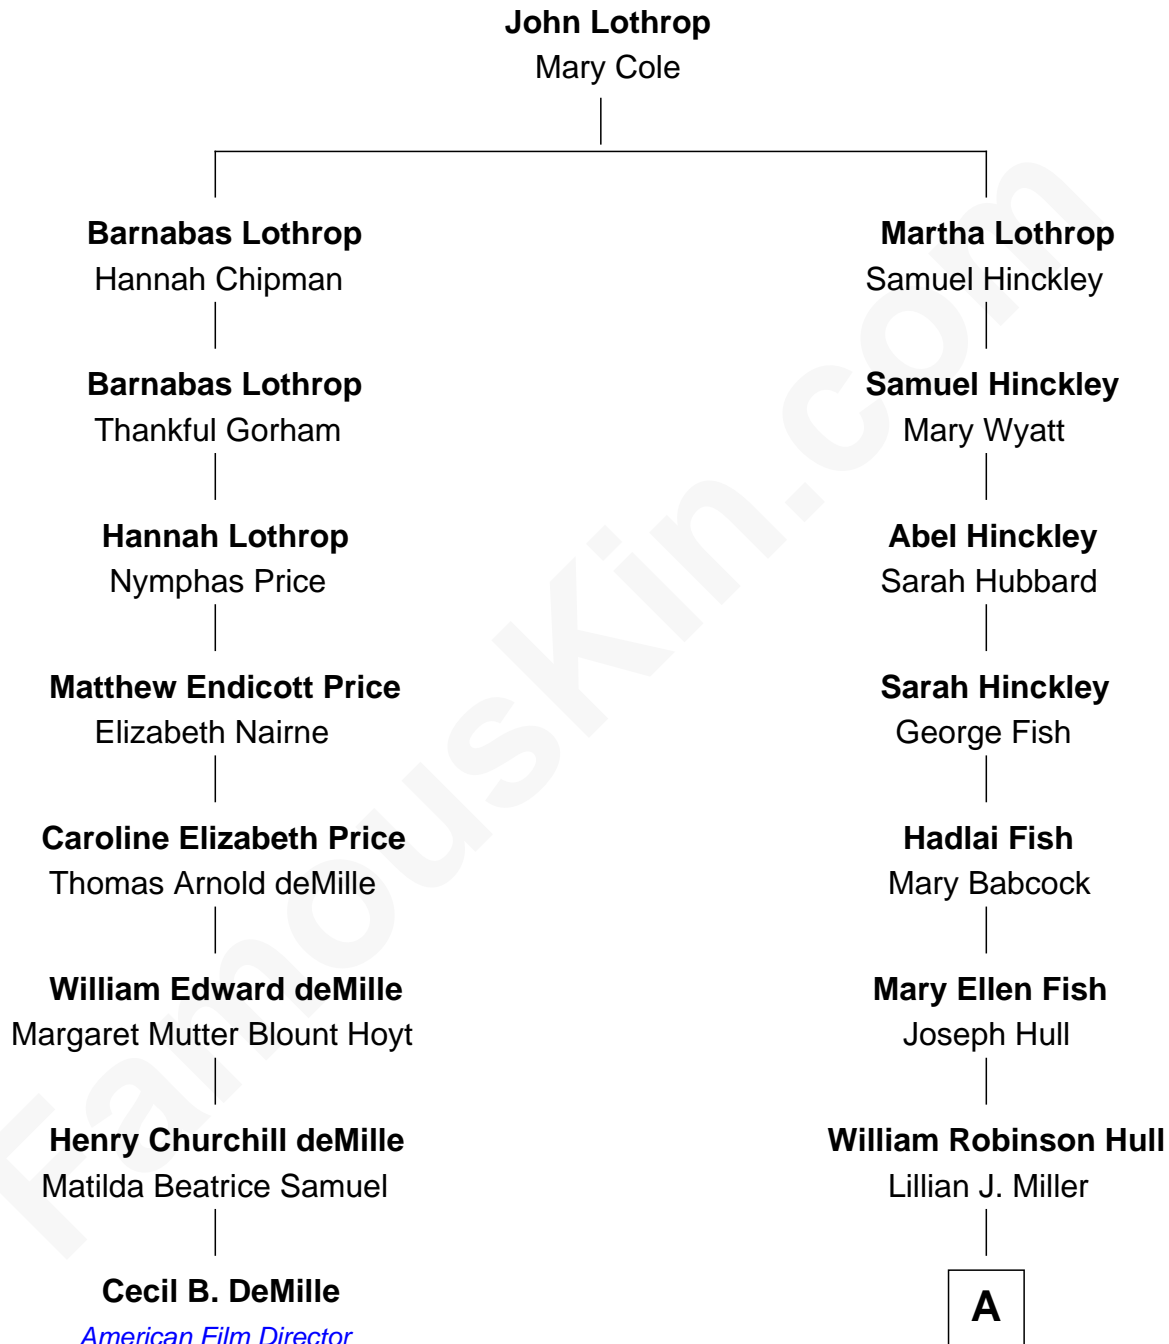 John Lothrop
Mary Cole
Barnabas Lothrop
Hannah Chipman
Martha Lothrop
Samuel Hinckley
Barnabas Lothrop
Thankful Gorham
Samuel Hinckley
Mary Wyatt
Hannah Lothrop
Nymphas Price
Abel Hinckley
Sarah Hubbard
Matthew Endicott Price
Elizabeth Nairne
Sarah Hinckley
George Fish
Caroline Elizabeth Price
Thomas Arnold deMille
Hadlai Fish
Mary Babcock
William Edward deMille
Margaret Mutter Blount Hoyt
Mary Ellen Fish
Joseph Hull
Henry Churchill deMille
Matilda Beatrice Samuel
William Robinson Hull
Lillian J. Miller
Cecil B. DeMille
American Film Director
A
FamousKin.com